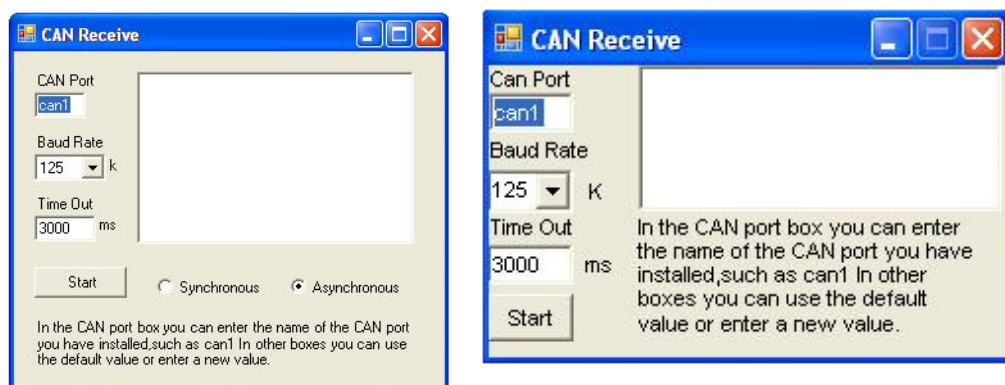 CAN Receive
CAN Port
can1
Baud Rate
125 k
Time Out
3000 ms
Start Synchronous Asynchronous
In the CAN port box you can enter the name of the CAN port
you have installed,such as can1 In other boxes you can use
the default value or enter a new value.
CAN Receive
Can Port
can1
Baud Rate
125 K
Time Out
3000 ms
Start
In the CAN port box you can enter
the name of the CAN port you have
installed,such as can1 In other
boxes you can use the default
value or enter a new value.